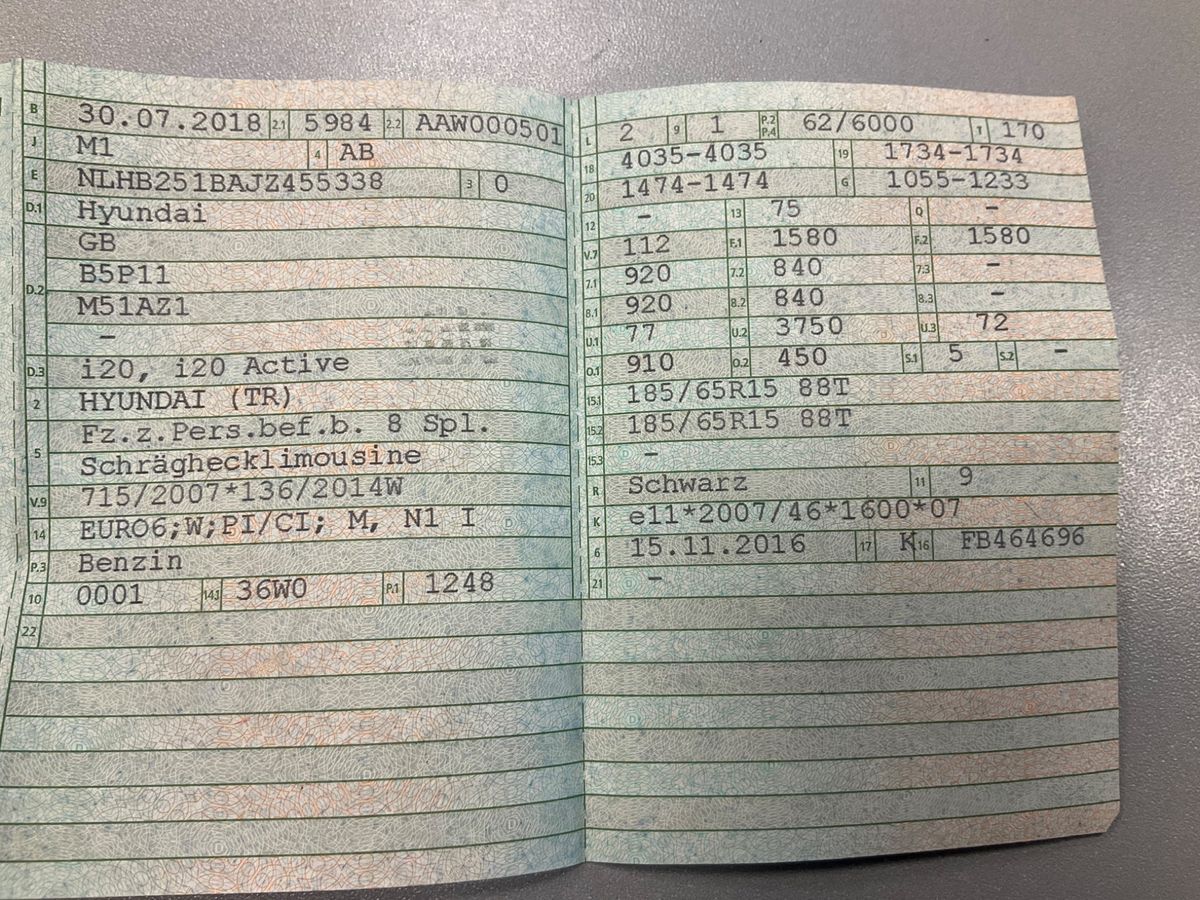 B 30.07.2018 2.1 5984 2.2 AAW000501
J M1 4 AB
E NLHB251BAJZ455338 3 0
D.1 Hyundai
GB
D.2 B5P11
M51AZ1
-
D.3 i20, i20 Active
2 HYUNDAI (TR)
Fz.z.Pers.bef.b. 8 Spl.
5 Schräghecklimousine
V.9 715/2007*136/2014W
14 EURO6;W;PI/CI; M, N1 I
P.3 Benzin
10 0001 14.1 36W0 P.1 1248
22
L 2 9 1 P.2 P.4 62/6000 T 170
18 4035-4035 19 1734-1734
20 1474-1474 G 1055-1233
12 - 13 75 Q -
V.7 112 F.1 1580 F.2 1580
7.1 920 7.2 840 7.3 -
8.1 920 8.2 840 8.3 -
U.1 77 U.2 3750 U.3 72
O.1 910 O.2 450 S.1 5 S.2 -
15.1 185/65R15 88T
15.2 185/65R15 88T
15.3 -
R Schwarz 11 9
K e11*2007/46*1600*07
6 15.11.2016 17 K 16 FB464696
21 -